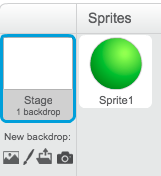 Sprites
Stage
1 backdrop
Sprite1
New backdrop: